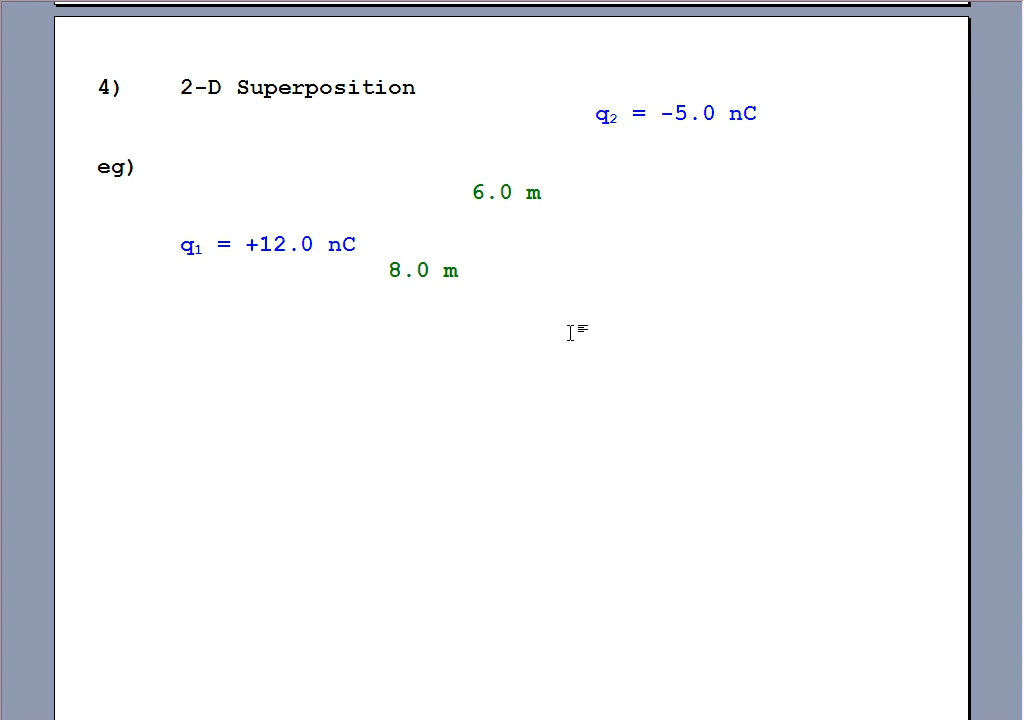 4) 2-D Superposition
q₂ = -5.0 nC
eg)
6.0 m
q₁ = +12.0 nC
8.0 m